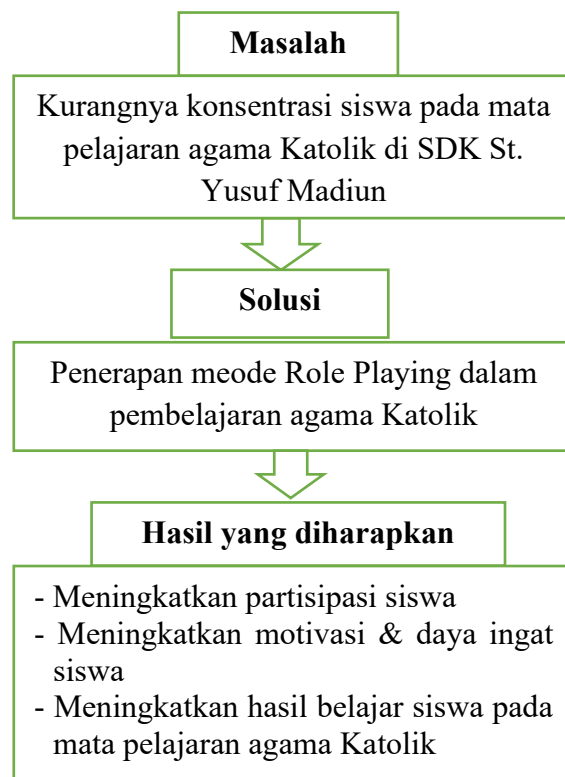 Masalah
Kurangnya konsentrasi siswa pada mata
pelajaran agama Katolik di SDK St.
Yusuf Madiun
Solusi
Penerapan meode Role Playing dalam
pembelajaran agama Katolik
Hasil yang diharapkan
- Meningkatkan partisipasi siswa
- Meningkatkan motivasi & daya ingat
siswa
- Meningkatkan hasil belajar siswa pada
mata pelajaran agama Katolik